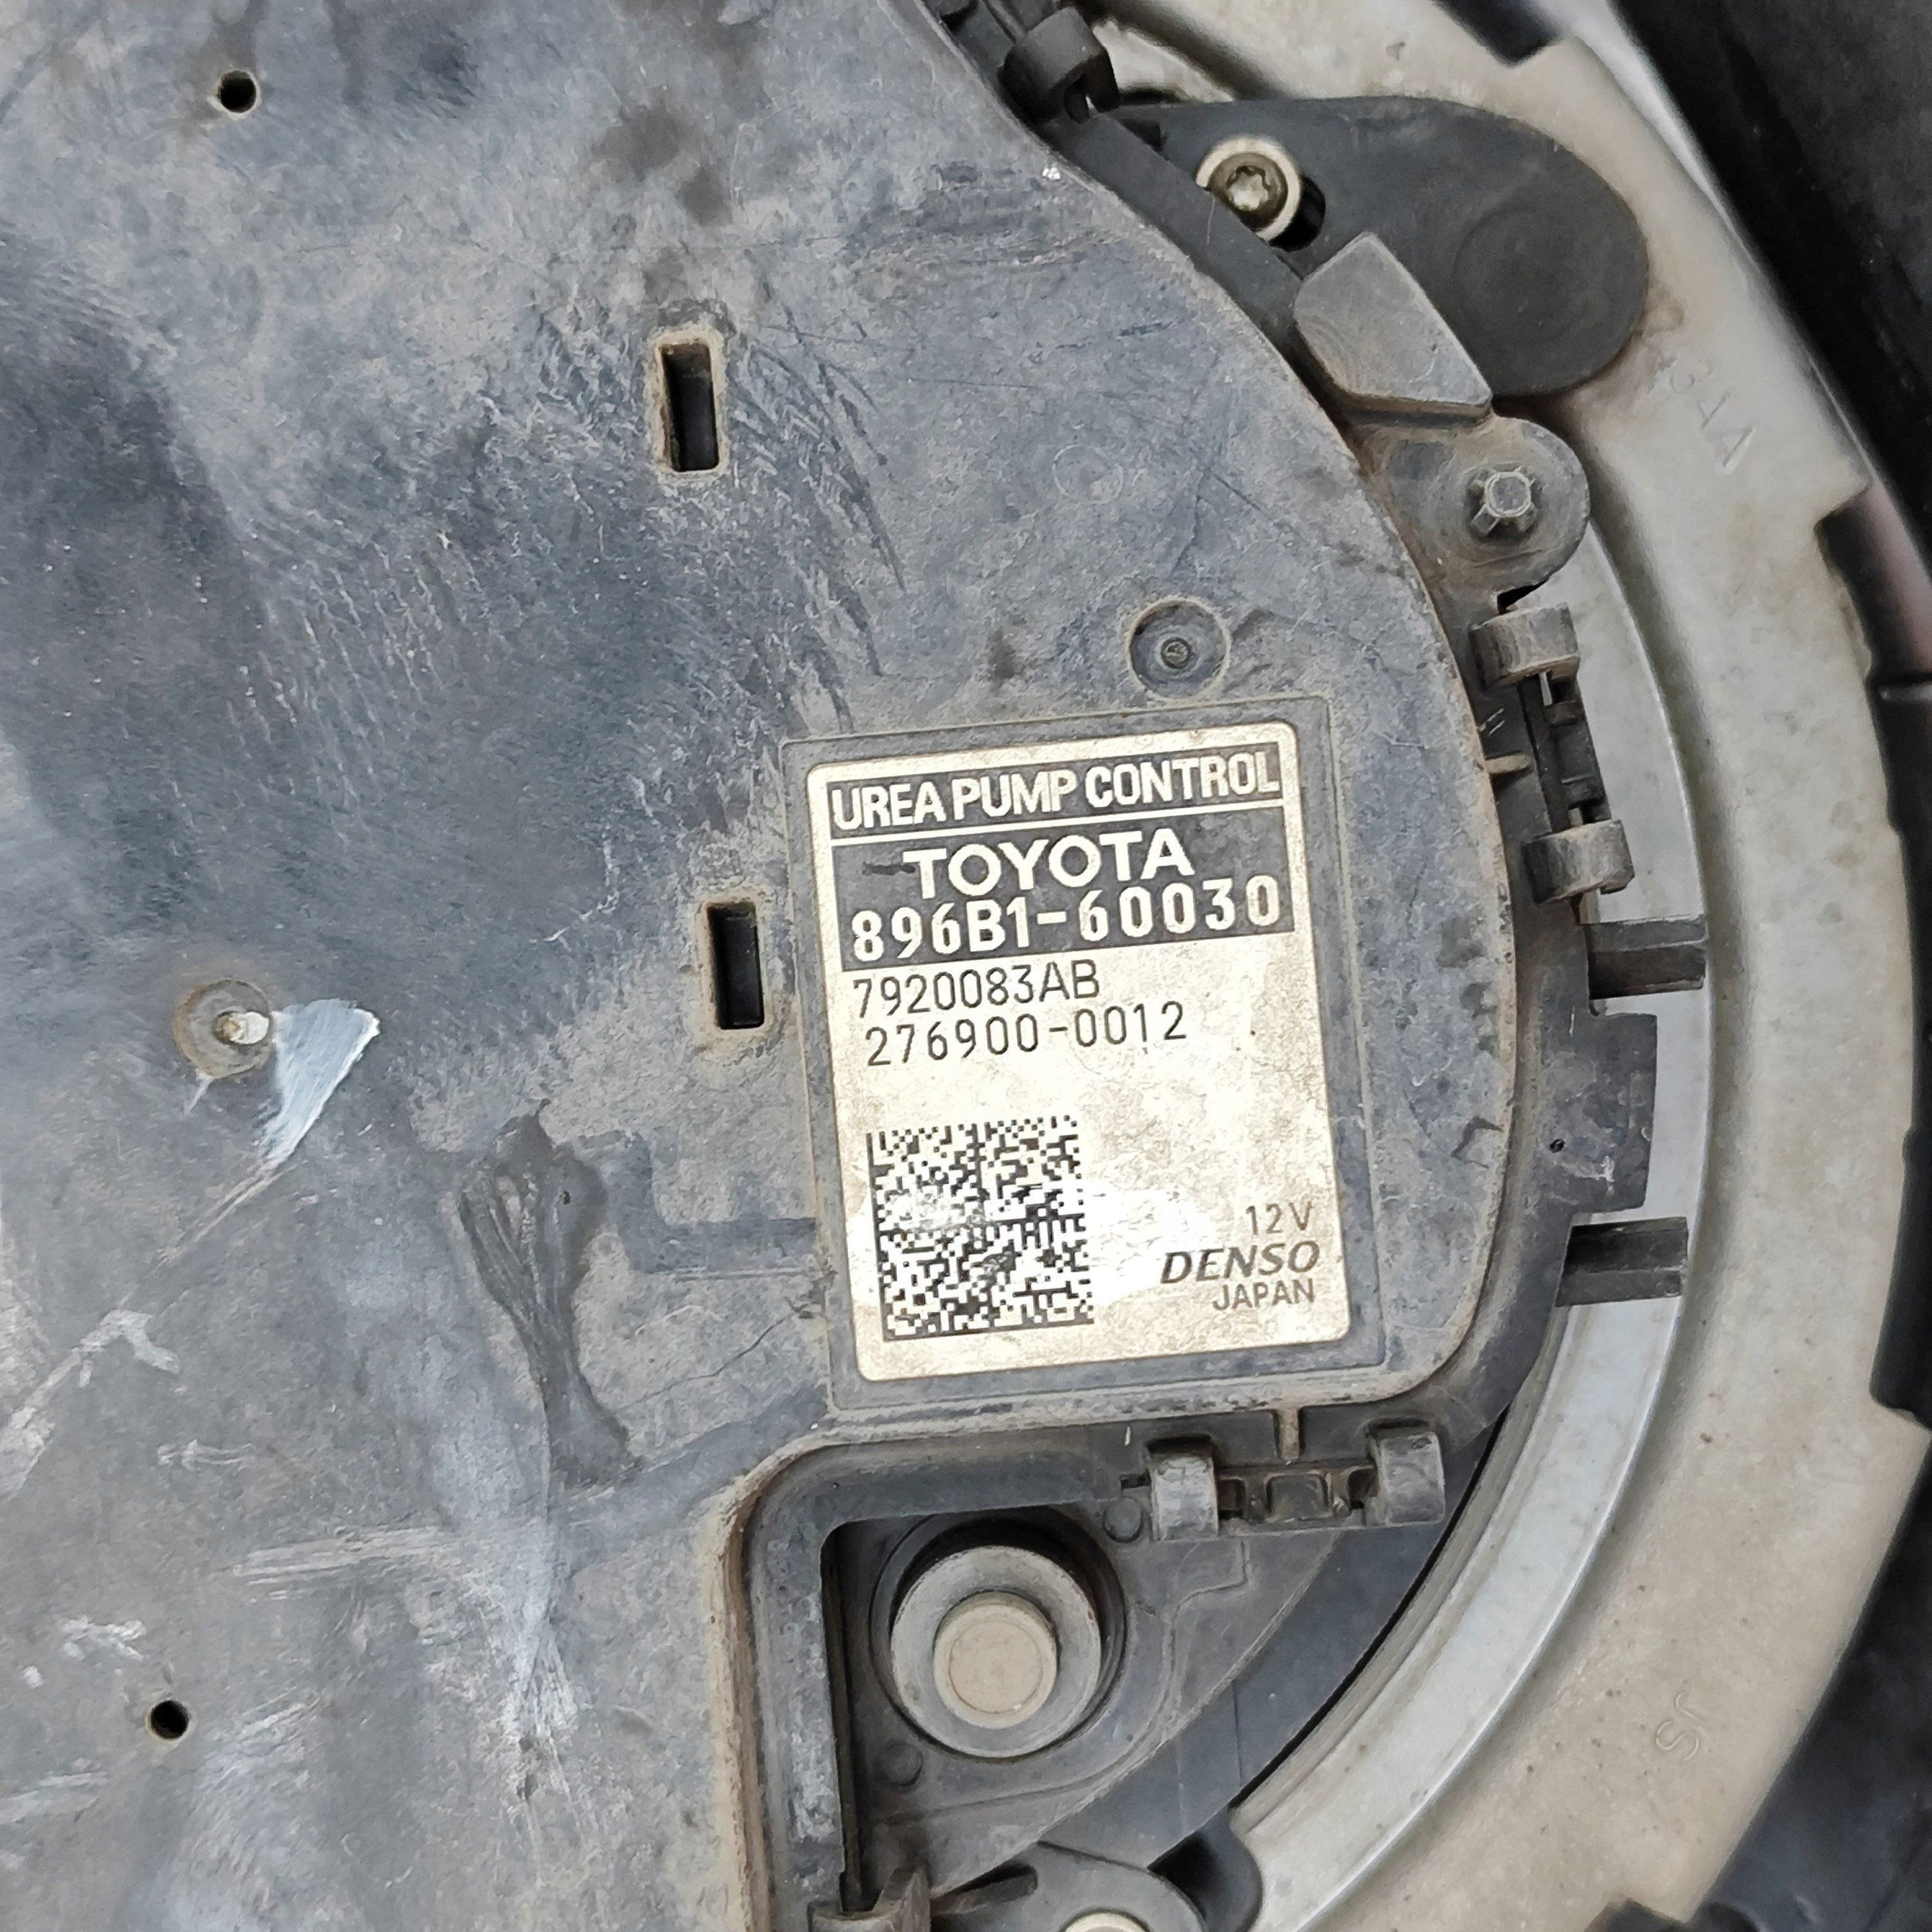 UREA PUMP CONTROL
TOYOTA
896B1-60030
7920083AB
276900-0012
12V
DENSO
JAPAN